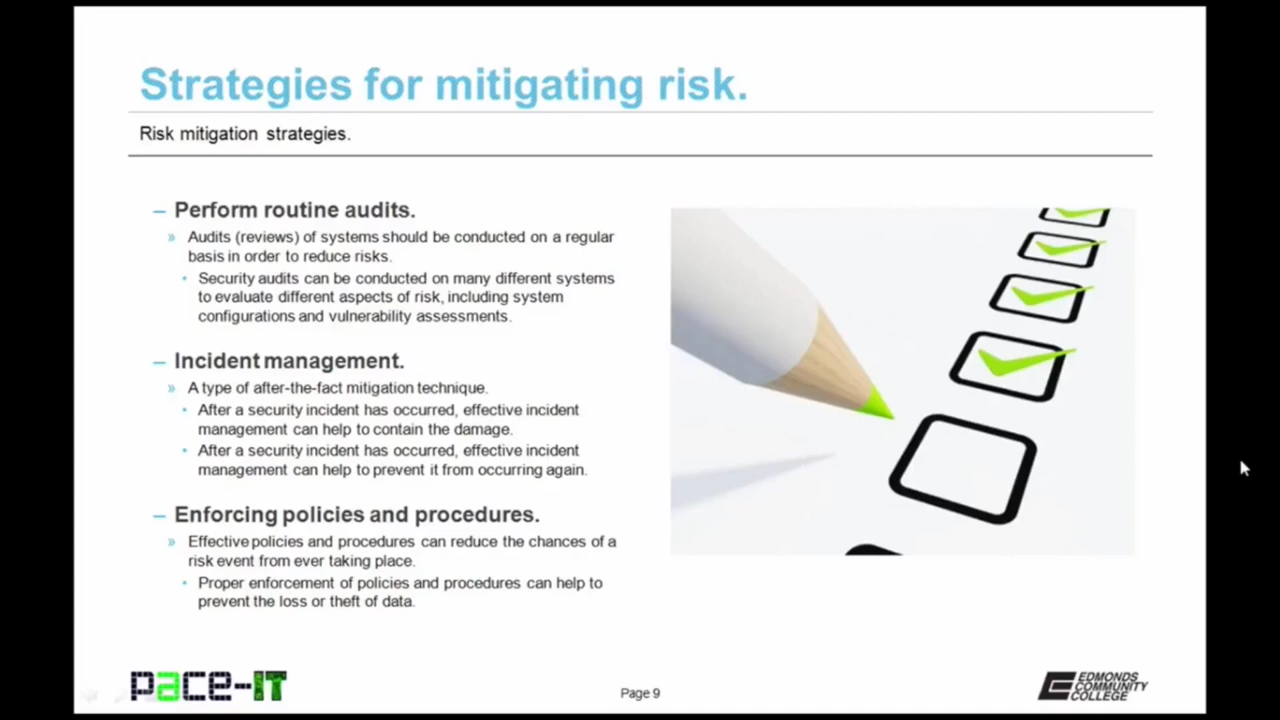 Strategies for mitigating risk.
Risk mitigation strategies.
– Perform routine audits.
» Audits (reviews) of systems should be conducted on a regular
basis in order to reduce risks.
• Security audits can be conducted on many different systems
to evaluate different aspects of risk, including system
configurations and vulnerability assessments.
– Incident management.
» A type of after-the-fact mitigation technique.
• After a security incident has occurred, effective incident
management can help to contain the damage.
• After a security incident has occurred, effective incident
management can help to prevent it from occurring again.
– Enforcing policies and procedures.
» Effective policies and procedures can reduce the chances of a
risk event from ever taking place.
• Proper enforcement of policies and procedures can help to
prevent the loss or theft of data.
pace-IT
Page 9
EDMONDS
COMMUNITY
COLLEGE